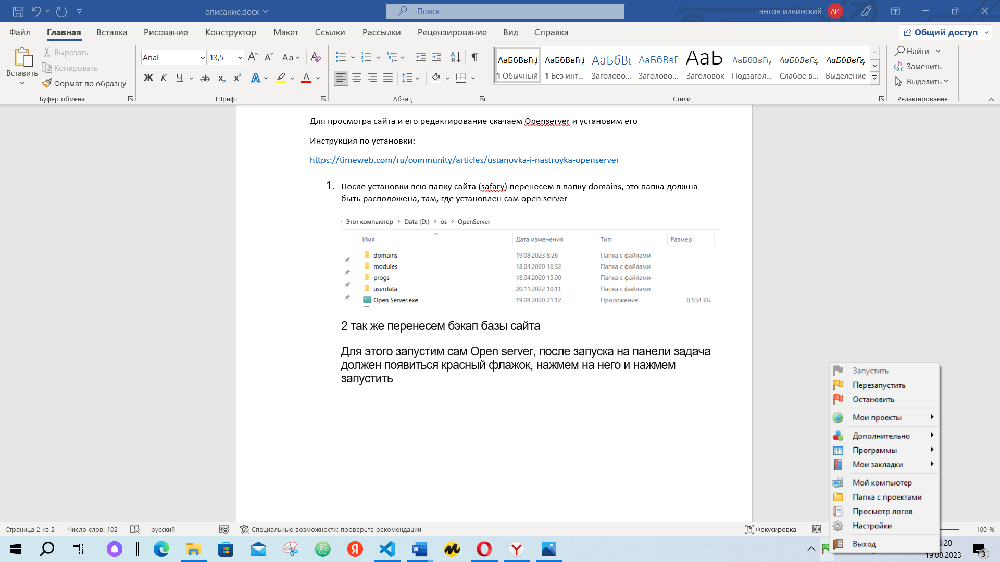 описание.docx
Поиск
антон ильинский
АИ
Файл
Главная
Вставка
Рисование
Конструктор
Макет
Ссылки
Рассылки
Рецензирование
Вид
Справка
Общий доступ
Вставить
Вырезать
Копировать
Формат по образцу
Буфер обмена
Arial
13,5
Шрифт
Абзац
АаБбВвГг,
¶ Обычный
АаБбВвГг,
¶ Без инт...
АаБбВв
Заголово...
АаБбВвГ
Заголово...
АаЬ
Заголовок
АаБбВвГг
Подзагол...
АаБбВвГг,
Слабое в...
АаБбВвГг,
Выделение
Стили
Найти
Заменить
Выделить
Редактирование
Для просмотра сайта и его редактирование скачаем Openserver и установим его
Инструкция по установки:
https://timeweb.com/ru/community/articles/ustanovka-i-nastroyka-openserver
1. После установки всю папку сайта (safary) перенесем в папку domains, это папка должна
быть расположена, там, где установлен сам open server
Этот компьютер > Data (D:) > os > OpenServer
Имя Дата изменения Тип Размер
domains 19.08.2023 8:26 Папка с файлами
modules 18.04.2020 16:32 Папка с файлами
progs 18.04.2020 15:00 Папка с файлами
userdata 20.11.2022 10:11 Папка с файлами
Open Server.exe 19.04.2020 21:12 Приложение 8 534 КБ
2 так же перенесем бэкап базы сайта
Для этого запустим сам Open server, после запуска на панели задача
должен появиться красный флажок, нажмем на него и нажмем
запустить
Запустить
Перезапустить
Остановить
Мои проекты
Дополнительно
Программы
Мои закладки
Мой компьютер
Папка с проектами
Просмотр логов
Настройки
Выход
Страница 2 из 2
Число слов: 102
русский
Специальные возможности: проверьте рекомендации
Фокусировка
100 %
:20
19.08.2023
3